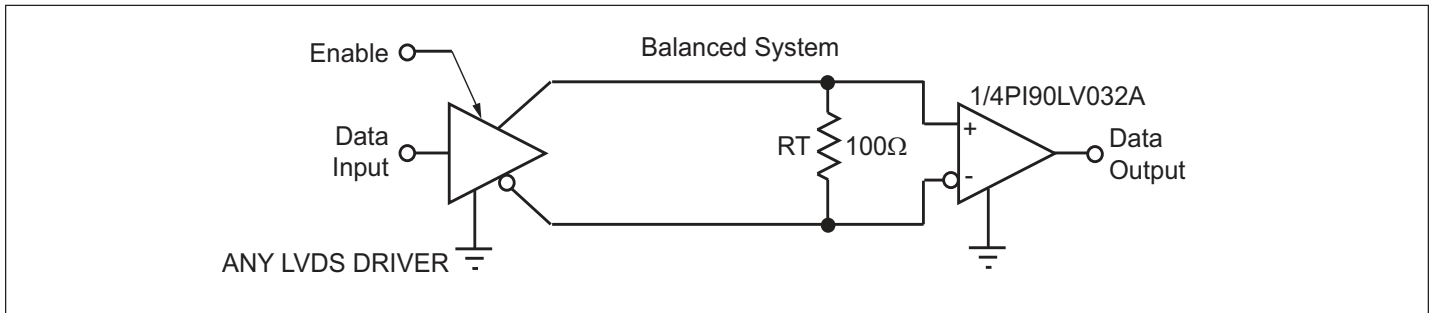 Enable
Balanced System
1/4PI90LV032A
Data
Input
RT
100Ω
+
-
Data
Output
ANY LVDS DRIVER